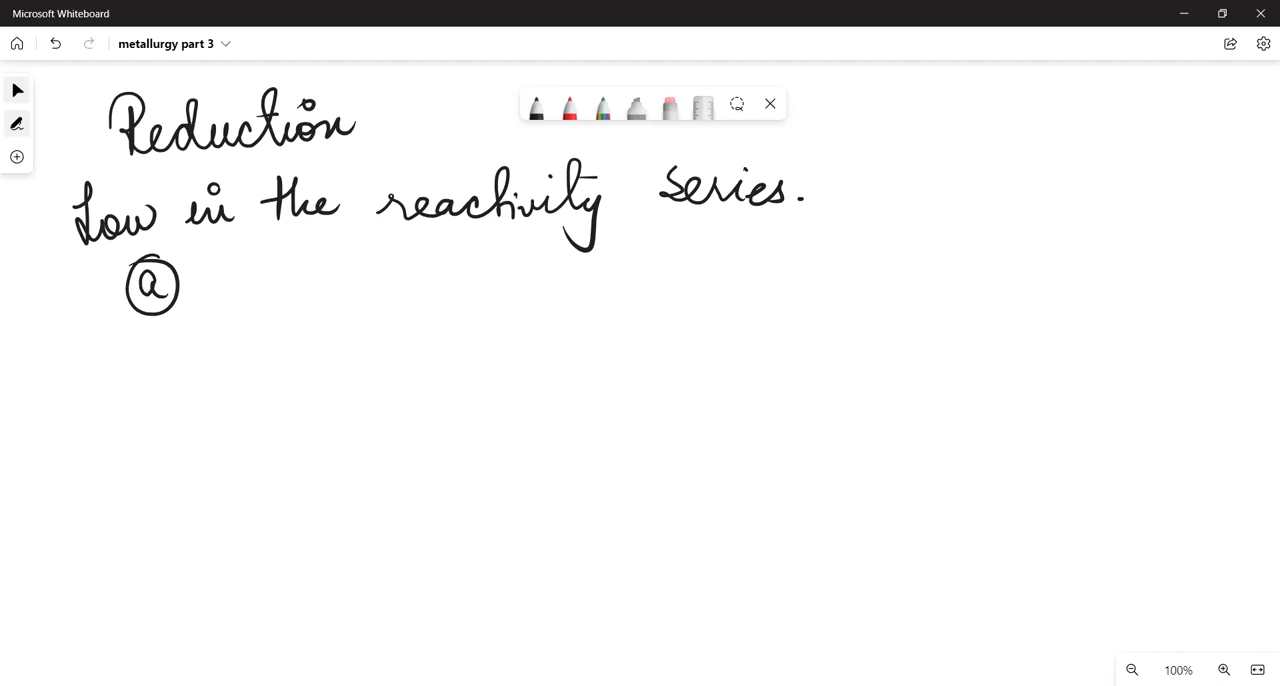 Microsoft Whiteboard
metallurgy part 3
Reduction
Low in the reactivity series.
a
100%